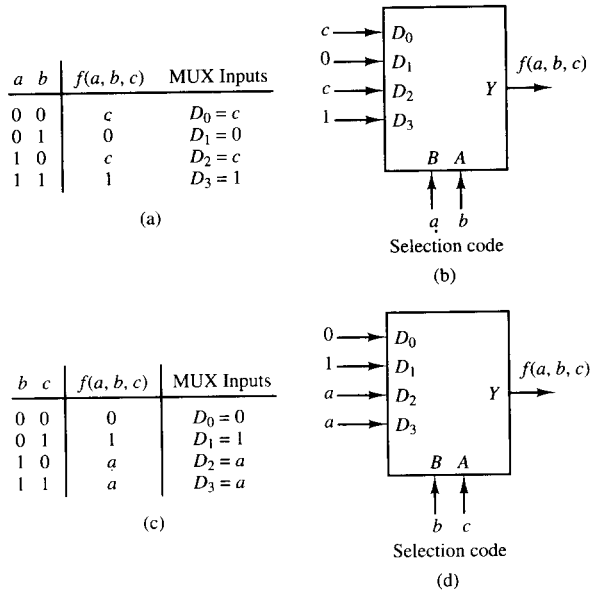 a b f(a, b, c) MUX Inputs
0 0 c D₀ = c
0 1 0 D₁ = 0
1 0 c D₂ = c
1 1 1 D₃ = 1
(a)
c D₀
0 D₁
c D₂
1 D₃
Y f(a, b, c)
B A
a b
Selection code
(b)
b c f(a, b, c) MUX Inputs
0 0 0 D₀ = 0
0 1 1 D₁ = 1
1 0 a D₂ = a
1 1 a D₃ = a
(c)
0 D₀
1 D₁
a D₂
a D₃
Y f(a, b, c)
B A
b c
Selection code
(d)